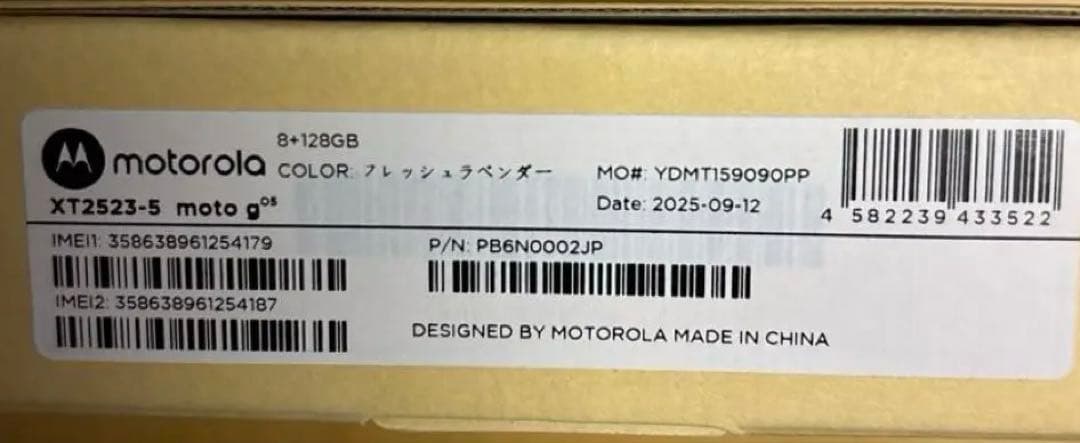 8+128GB
motorola
COLOR: フレッシュラベンダー
XT2523-5 moto g05
MO#: YDMT159090PP
Date: 2025-09-12
4 582239 433522
IMEI1: 358638961254179
IMEI2: 358638961254187
P/N: PB6N0002JP
DESIGNED BY MOTOROLA MADE IN CHINA